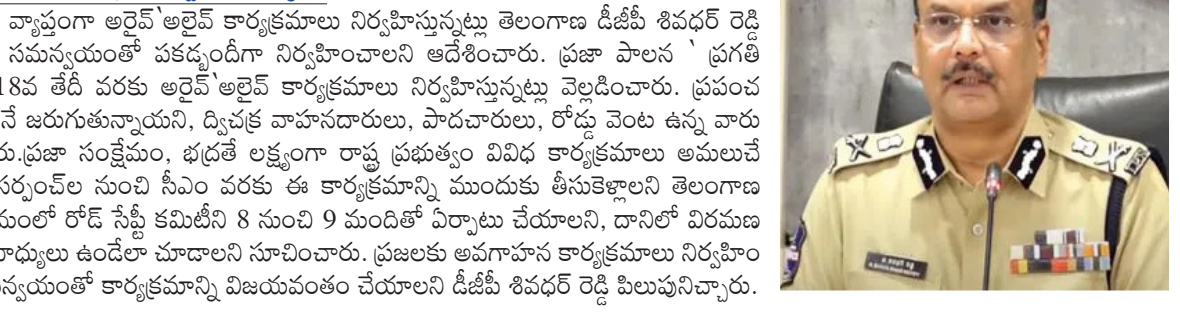 వ్యాప్తంగా అరైవ్`అలైవ్ కార్యక్రమాలు నిర్వహిస్తున్నట్లు తెలంగాణ డీజీపీ శివధర్ రెడ్డి
సమన్వయంతో పకడ్బందీగా నిర్వహించాలని ఆదేశించారు. ప్రజా పాలన ` ప్రగతి
18వ తేదీ వరకు అరైవ్`అలైవ్ కార్యక్రమాలు నిర్వహిస్తున్నట్లు వెల్లడించారు. ప్రపంచ
నే జరుగుతున్నాయని, ద్విచక్ర వాహనదారులు, పాదచారులు, రోడ్డు వెంట ఉన్న వారు
రు.ప్రజా సంక్షేమం, భద్రతే లక్ష్యంగా రాష్ట్ర ప్రభుత్వం వివిధ కార్యక్రమాలు అమలుచే
సర్పంచ్‌ల నుంచి సీఎం వరకు ఈ కార్యక్రమాన్ని ముందుకు తీసుకెళ్లాలని తెలంగాణ
మంలో రోడ్ సేఫ్టీ కమిటీని 8 నుంచి 9 మందితో ఏర్పాటు చేయాలని, దానిలో విరమణ
ాధ్యులు ఉండేలా చూడాలని సూచించారు. ప్రజలకు అవగాహన కార్యక్రమాలు నిర్వహిం
న్వయంతో కార్యక్రమాన్ని విజయవంతం చేయాలని డీజీపీ శివధర్ రెడ్డి పిలుపునిచ్చారు.